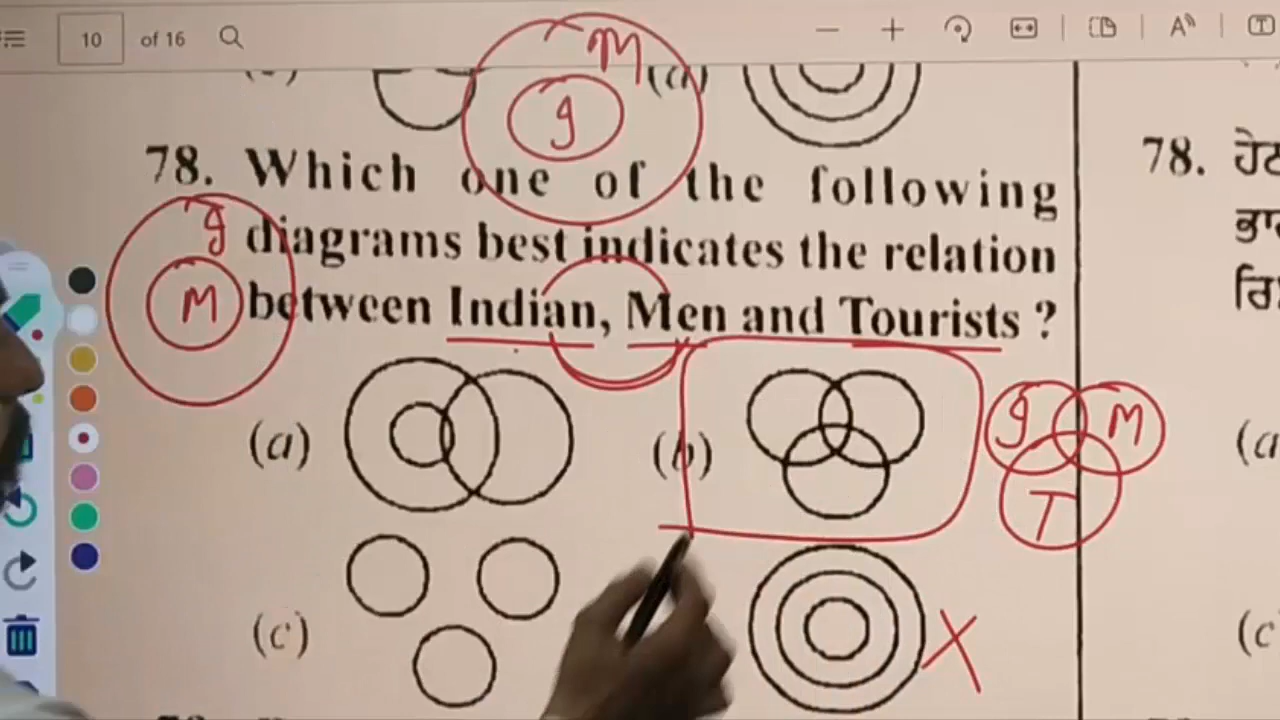 10 of 16
M
g
(d)
78. Which one of the following
diagrams best indicates the relation
between Indian, Men and Tourists ?
g
M
(a)
(b)
g M
T
(c)
X
78.
(a
(c